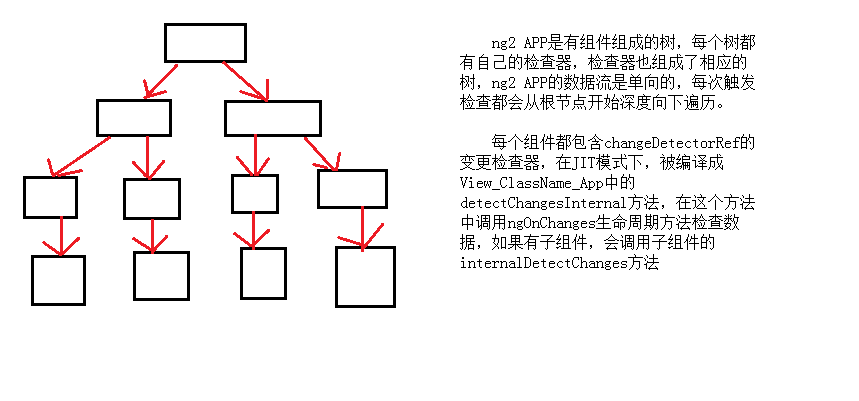 ng2 APP是有组件组成的树，每个树都
有自己的检查器，检查器也组成了相应的
树，ng2 APP的数据流是单向的，每次触发
检查都会从根节点开始深度向下遍历。
每个组件都包含changeDetectorRef的
变更检查器，在JIT模式下，被编译成
View_ClassName_App中的
detectChangesInternal方法，在这个方法
中调用ngOnChanges生命周期方法检查数
据，如果有子组件，会调用子组件的
internalDetectChanges方法